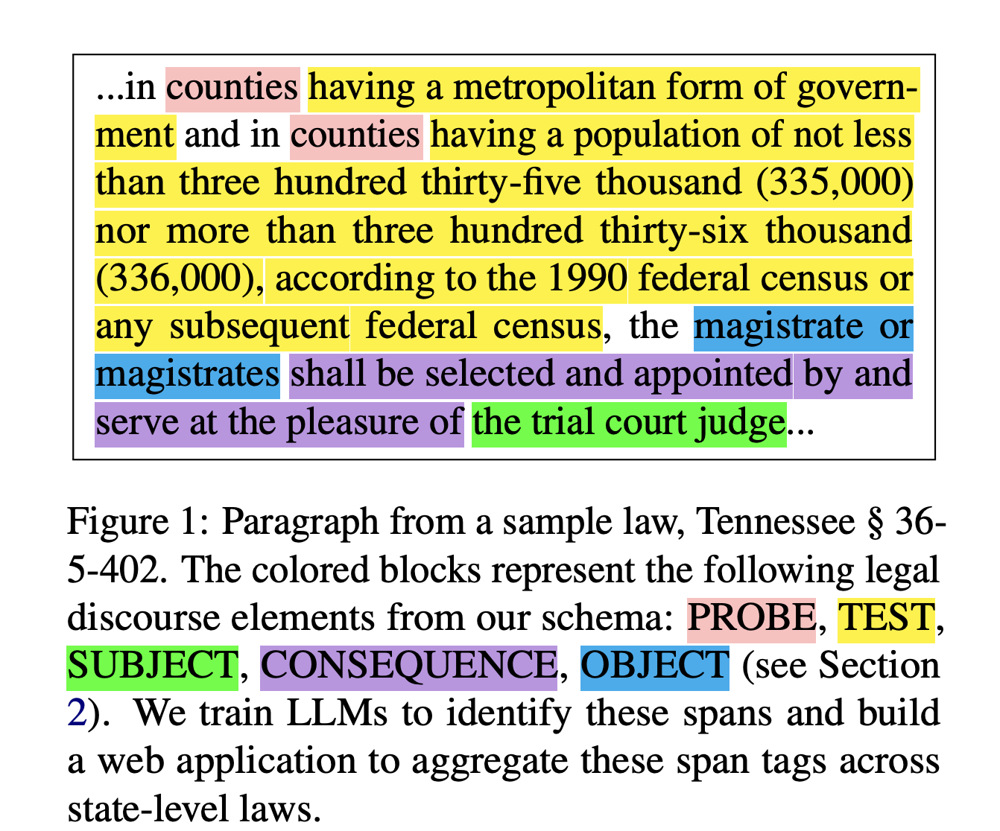 ...in counties having a metropolitan form of govern-
ment and in counties having a population of not less
than three hundred thirty-five thousand (335,000)
nor more than three hundred thirty-six thousand
(336,000), according to the 1990 federal census or
any subsequent federal census, the magistrate or
magistrates shall be selected and appointed by and
serve at the pleasure of the trial court judge...
Figure 1: Paragraph from a sample law, Tennessee § 36-
5-402. The colored blocks represent the following legal
discourse elements from our schema: PROBE, TEST,
SUBJECT, CONSEQUENCE, OBJECT (see Section
2). We train LLMs to identify these spans and build
a web application to aggregate these span tags across
state-level laws.